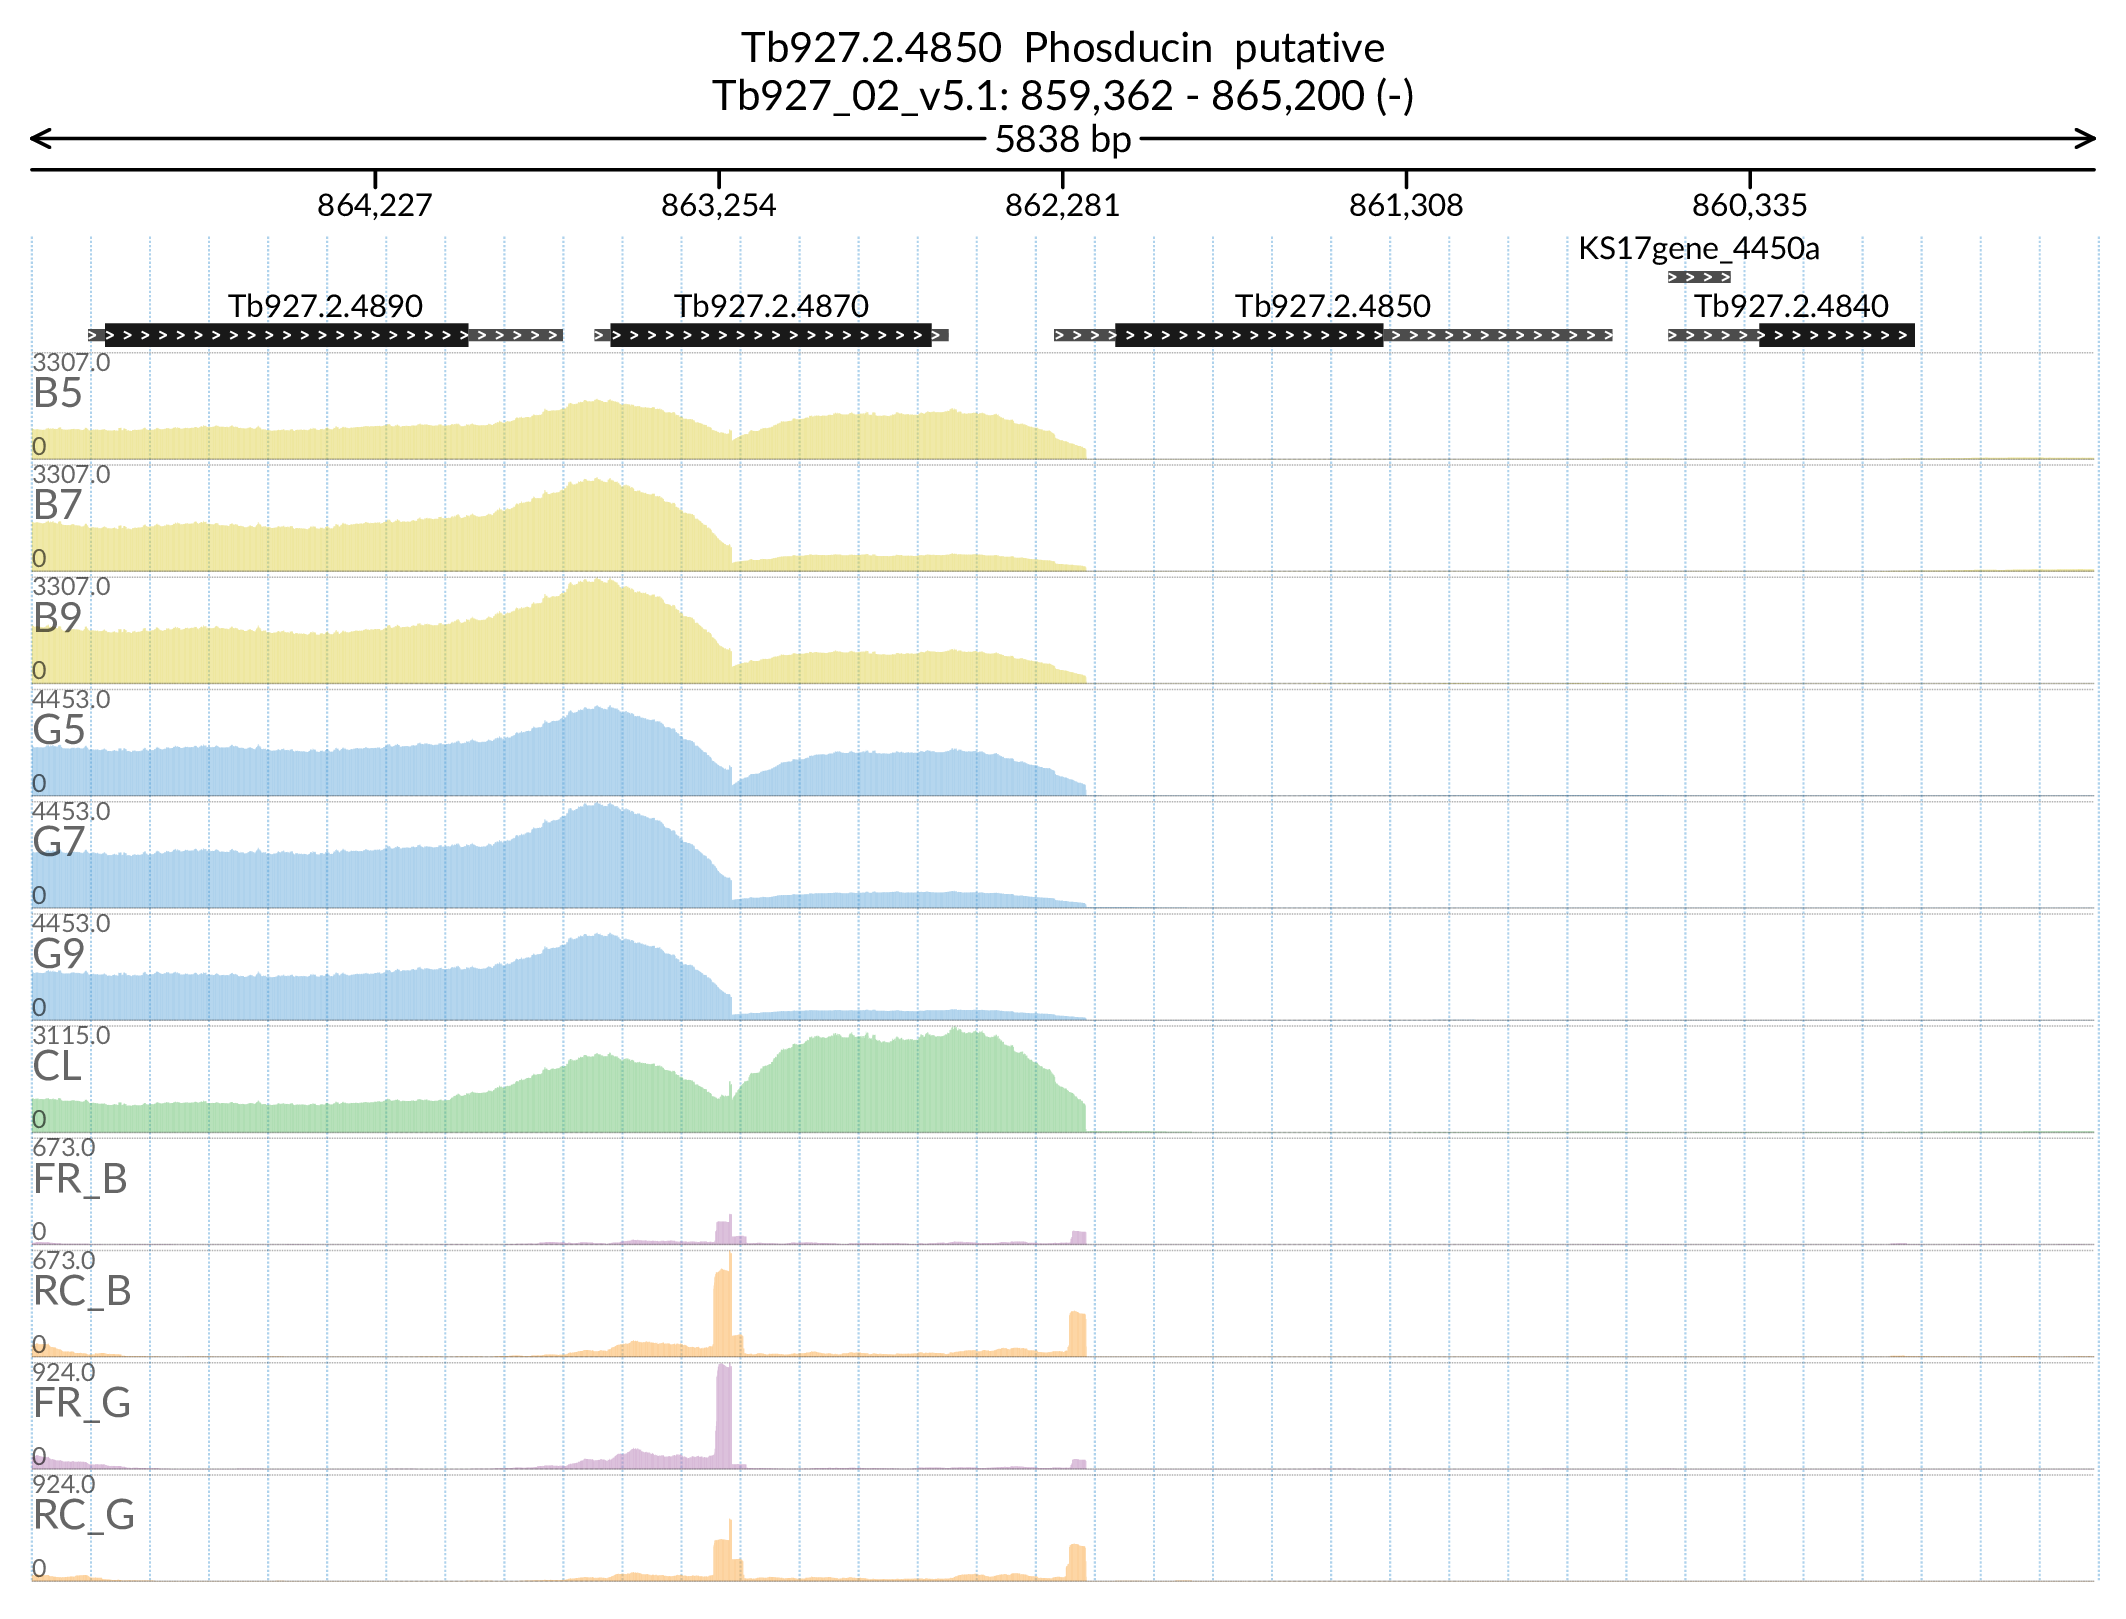 Tb927.2.4850 Phosducin putative
Tb927_02_v5.1: 859,362 - 865,200 (-)
5838 bp
864,227 863,254 862,281 861,308 860,335
KS17gene_4450a
Tb927.2.4890 Tb927.2.4870 Tb927.2.4850 Tb927.2.4840
3307.0
B5
0
3307.0
B7
0
3307.0
B9
0
4453.0
G5
0
4453.0
G7
0
4453.0
G9
0
3115.0
CL
0
673.0
FR_B
0
673.0
RC_B
0
924.0
FR_G
0
924.0
RC_G
0